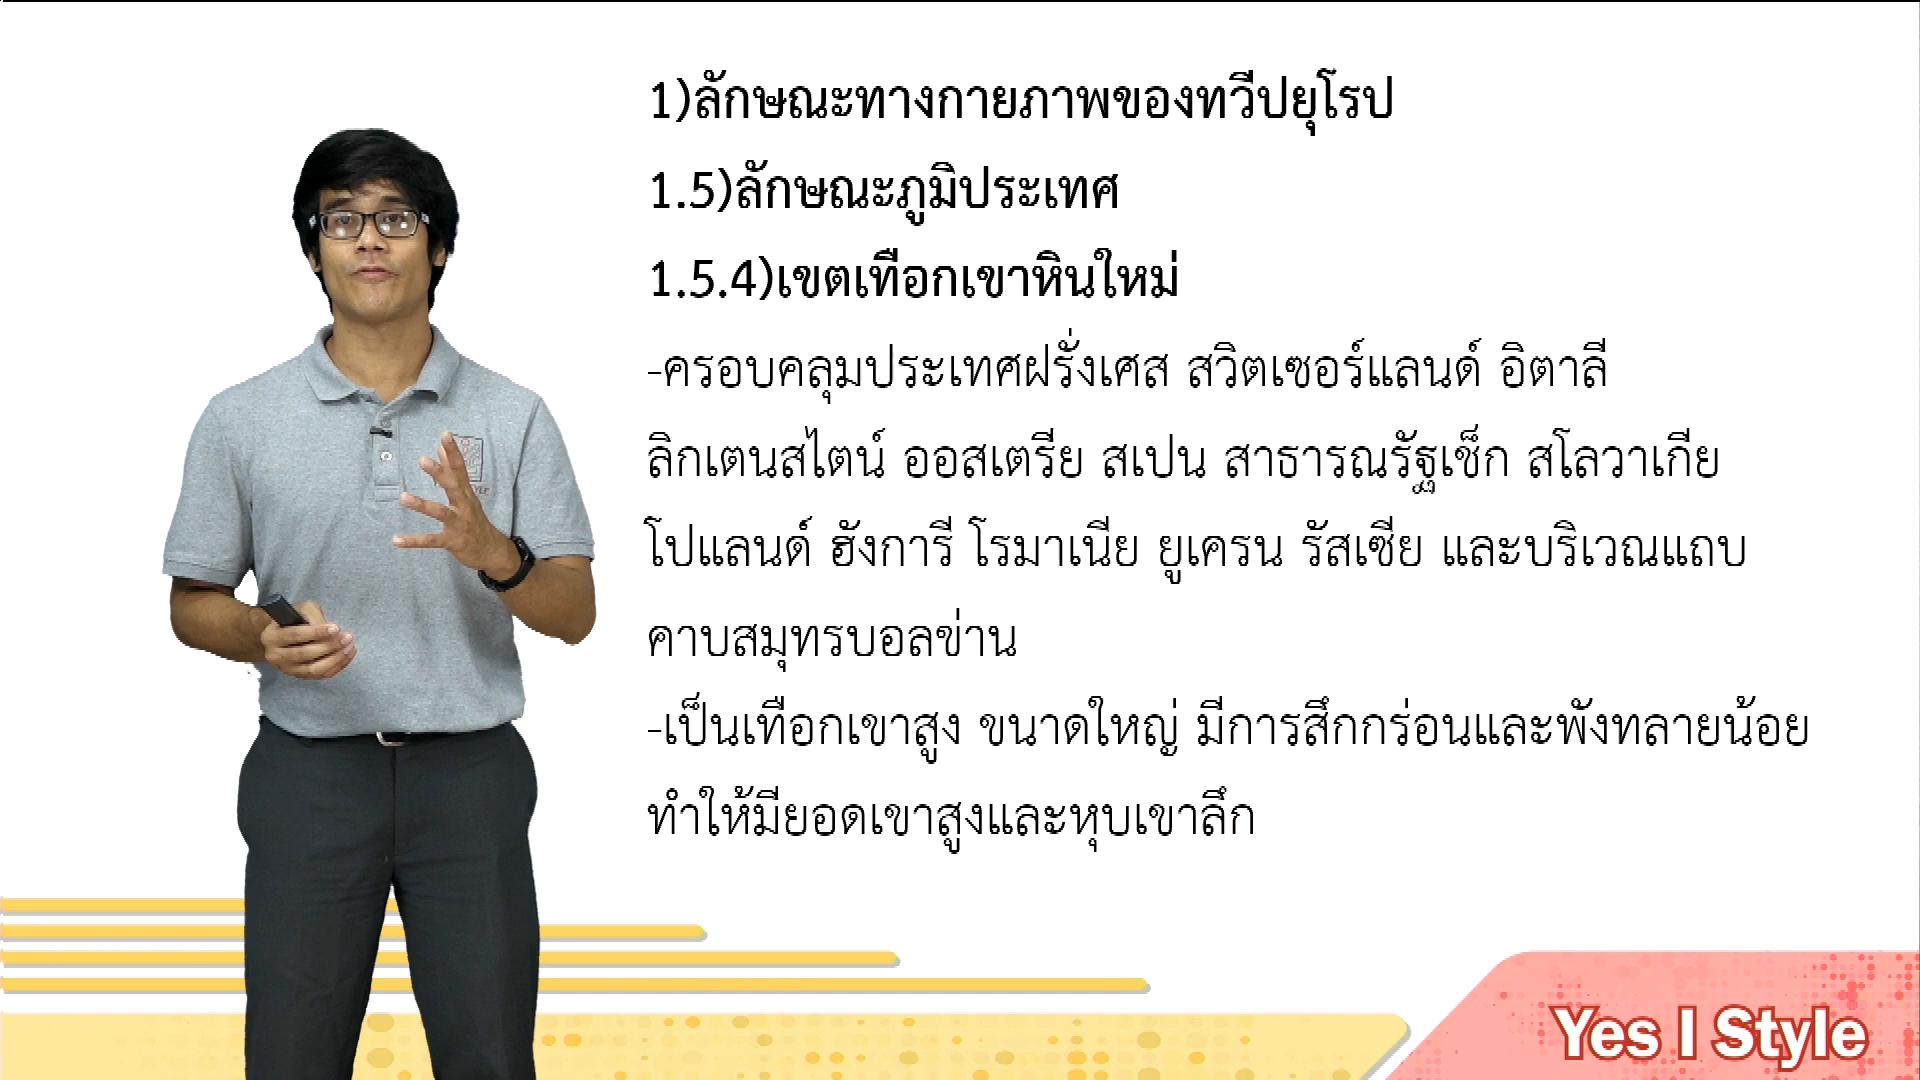 1)ลักษณะทางกายภาพของทวีปยุโรป
1.5)ลักษณะภูมิประเทศ
1.5.4)เขตเทือกเขาหินใหม่
-ครอบคลุมประเทศฝรั่งเศส สวิตเซอร์แลนด์ อิตาลี
ลิกเตนสไตน์ ออสเตรีย สเปน สาธารณรัฐเช็ก สโลวาเกีย
โปแลนด์ ฮังการี โรมาเนีย ยูเครน รัสเซีย และบริเวณแถบ
คาบสมุทรบอลข่าน
-เป็นเทือกเขาสูง ขนาดใหญ่ มีการสึกกร่อนและพังทลายน้อย
ทำให้มียอดเขาสูงและหุบเขาลึก
Yes I Style